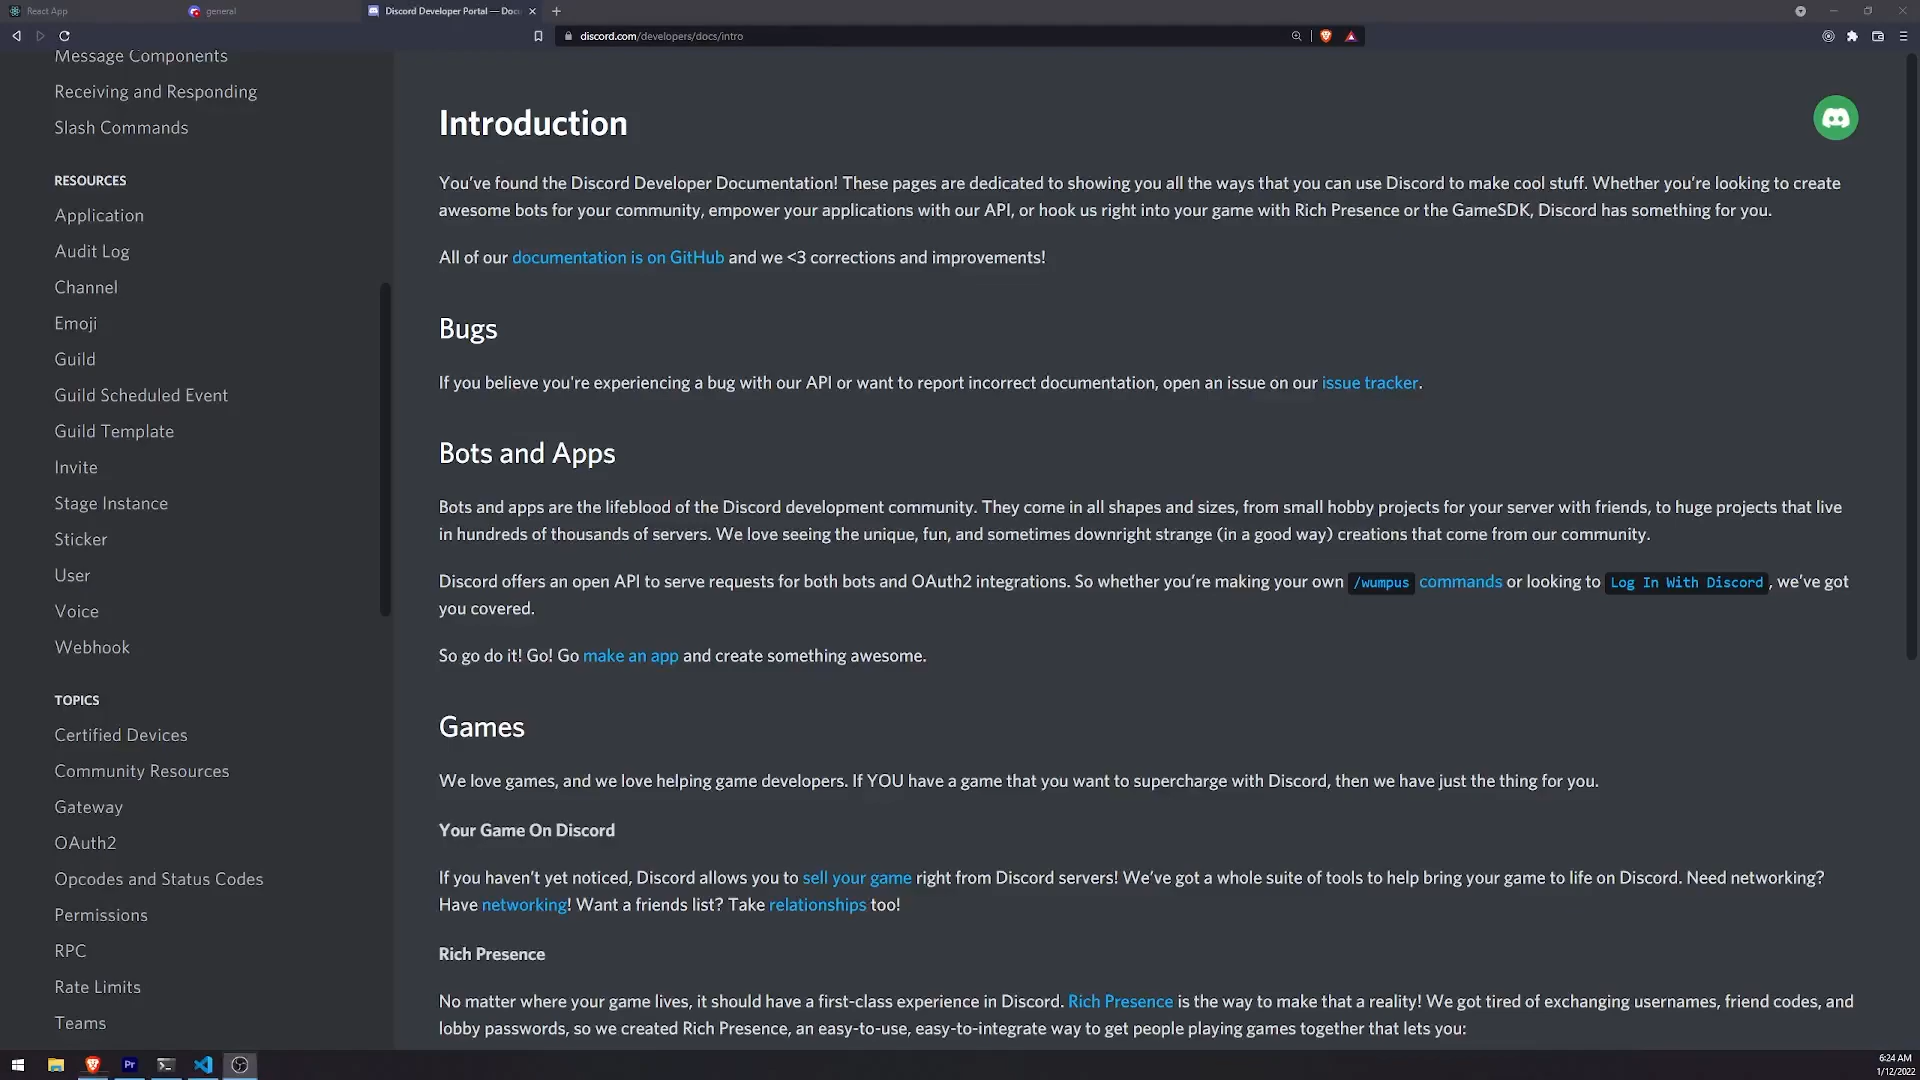 React App
general
Discord Developer Portal — Docu
discord.com/developers/docs/intro
Message Components
Receiving and Responding
Slash Commands
RESOURCES
Application
Audit Log
Channel
Emoji
Guild
Guild Scheduled Event
Guild Template
Invite
Stage Instance
Sticker
User
Voice
Webhook
TOPICS
Certified Devices
Community Resources
Gateway
OAuth2
Opcodes and Status Codes
Permissions
RPC
Rate Limits
Teams
Introduction
You’ve found the Discord Developer Documentation! These pages are dedicated to showing you all the ways that you can use Discord to make cool stuff. Whether you’re looking to create
awesome bots for your community, empower your applications with our API, or hook us right into your game with Rich Presence or the GameSDK, Discord has something for you.
All of our documentation is on GitHub and we <3 corrections and improvements!
Bugs
If you believe you're experiencing a bug with our API or want to report incorrect documentation, open an issue on our issue tracker.
Bots and Apps
Bots and apps are the lifeblood of the Discord development community. They come in all shapes and sizes, from small hobby projects for your server with friends, to huge projects that live
in hundreds of thousands of servers. We love seeing the unique, fun, and sometimes downright strange (in a good way) creations that come from our community.
Discord offers an open API to serve requests for both bots and OAuth2 integrations. So whether you’re making your own /wumpus commands or looking to Log In With Discord, we’ve got
you covered.
So go do it! Go! Go make an app and create something awesome.
Games
We love games, and we love helping game developers. If YOU have a game that you want to supercharge with Discord, then we have just the thing for you.
Your Game On Discord
If you haven’t yet noticed, Discord allows you to sell your game right from Discord servers! We’ve got a whole suite of tools to help bring your game to life on Discord. Need networking?
Have networking! Want a friends list? Take relationships too!
Rich Presence
No matter where your game lives, it should have a first-class experience in Discord. Rich Presence is the way to make that a reality! We got tired of exchanging usernames, friend codes, and
lobby passwords, so we created Rich Presence, an easy-to-use, easy-to-integrate way to get people playing games together that lets you:
Pr
6:24 AM
1/12/2022